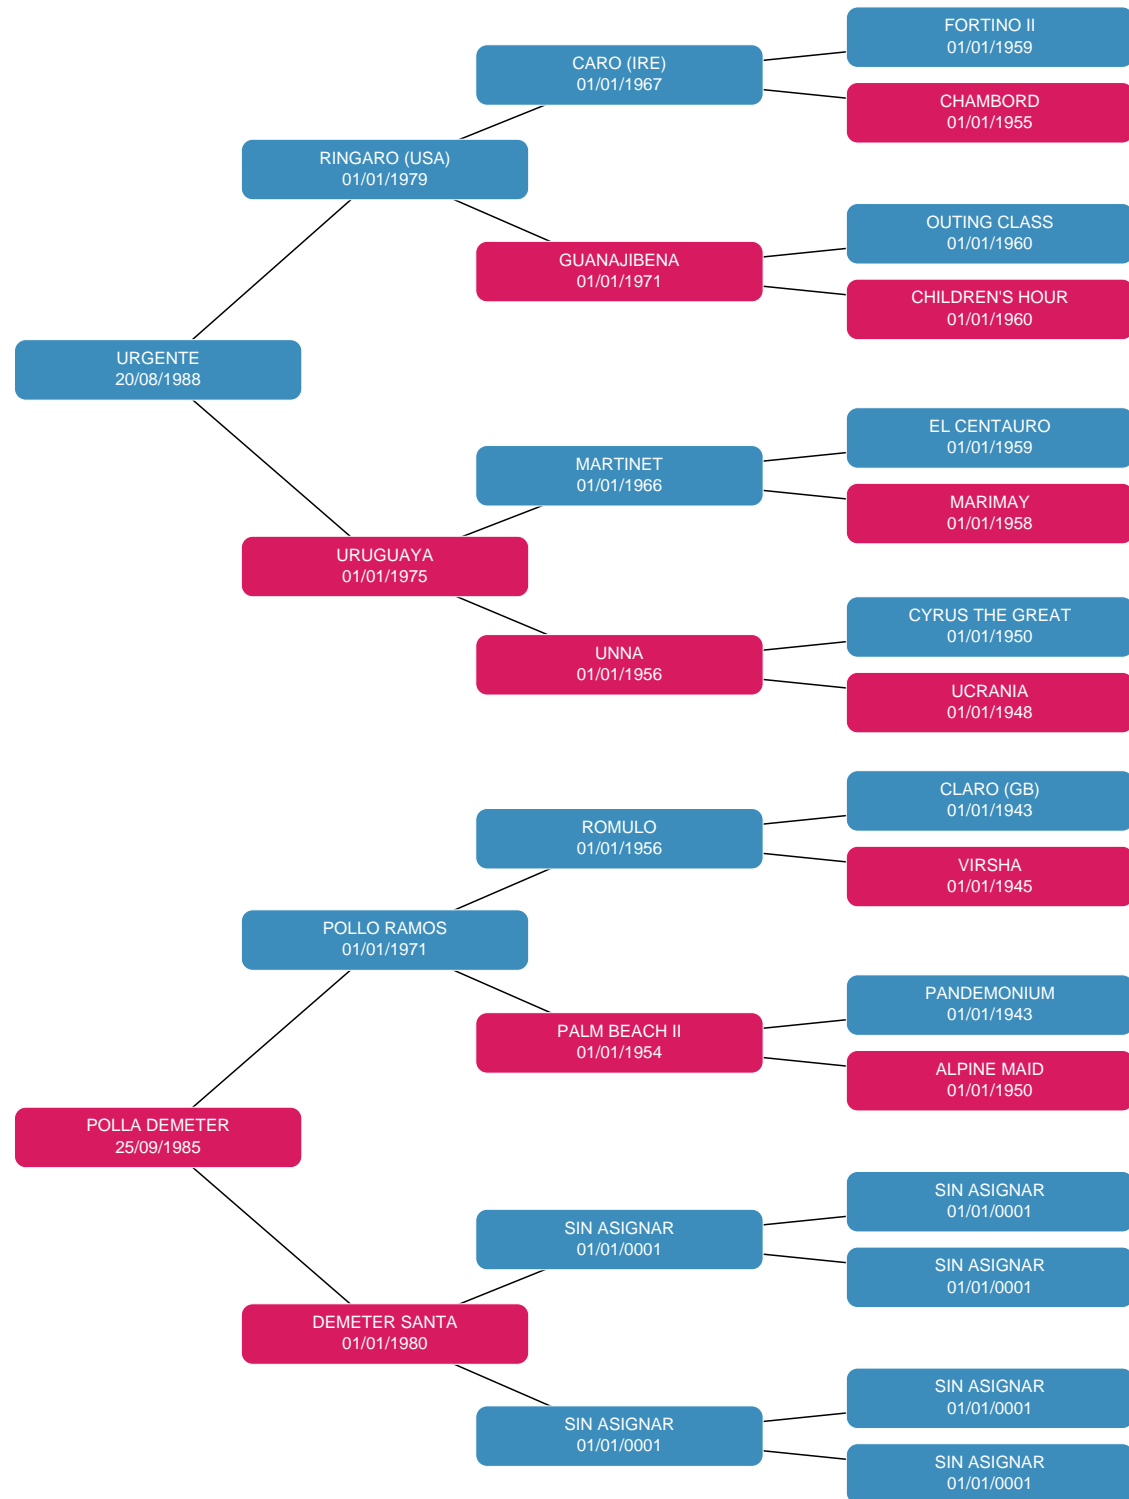 FORTINO II
01/01/1959
CARO (IRE)
01/01/1967
CHAMBORD
01/01/1955
RINGARO (USA)
01/01/1979
OUTING CLASS
01/01/1960
GUANAJIBENA
01/01/1971
CHILDREN'S HOUR
01/01/1960
URGENTE
20/08/1988
EL CENTAURO
01/01/1959
MARTINET
01/01/1966
MARIMAY
01/01/1958
URUGUAYA
01/01/1975
CYRUS THE GREAT
01/01/1950
UNNA
01/01/1956
UCRANIA
01/01/1948
CLARO (GB)
01/01/1943
ROMULO
01/01/1956
VIRSHA
01/01/1945
POLLO RAMOS
01/01/1971
PANDEMONIUM
01/01/1943
PALM BEACH II
01/01/1954
ALPINE MAID
01/01/1950
POLLA DEMETER
25/09/1985
SIN ASIGNAR
01/01/0001
SIN ASIGNAR
01/01/0001
SIN ASIGNAR
01/01/0001
DEMETER SANTA
01/01/1980
SIN ASIGNAR
01/01/0001
SIN ASIGNAR
01/01/0001
SIN ASIGNAR
01/01/0001